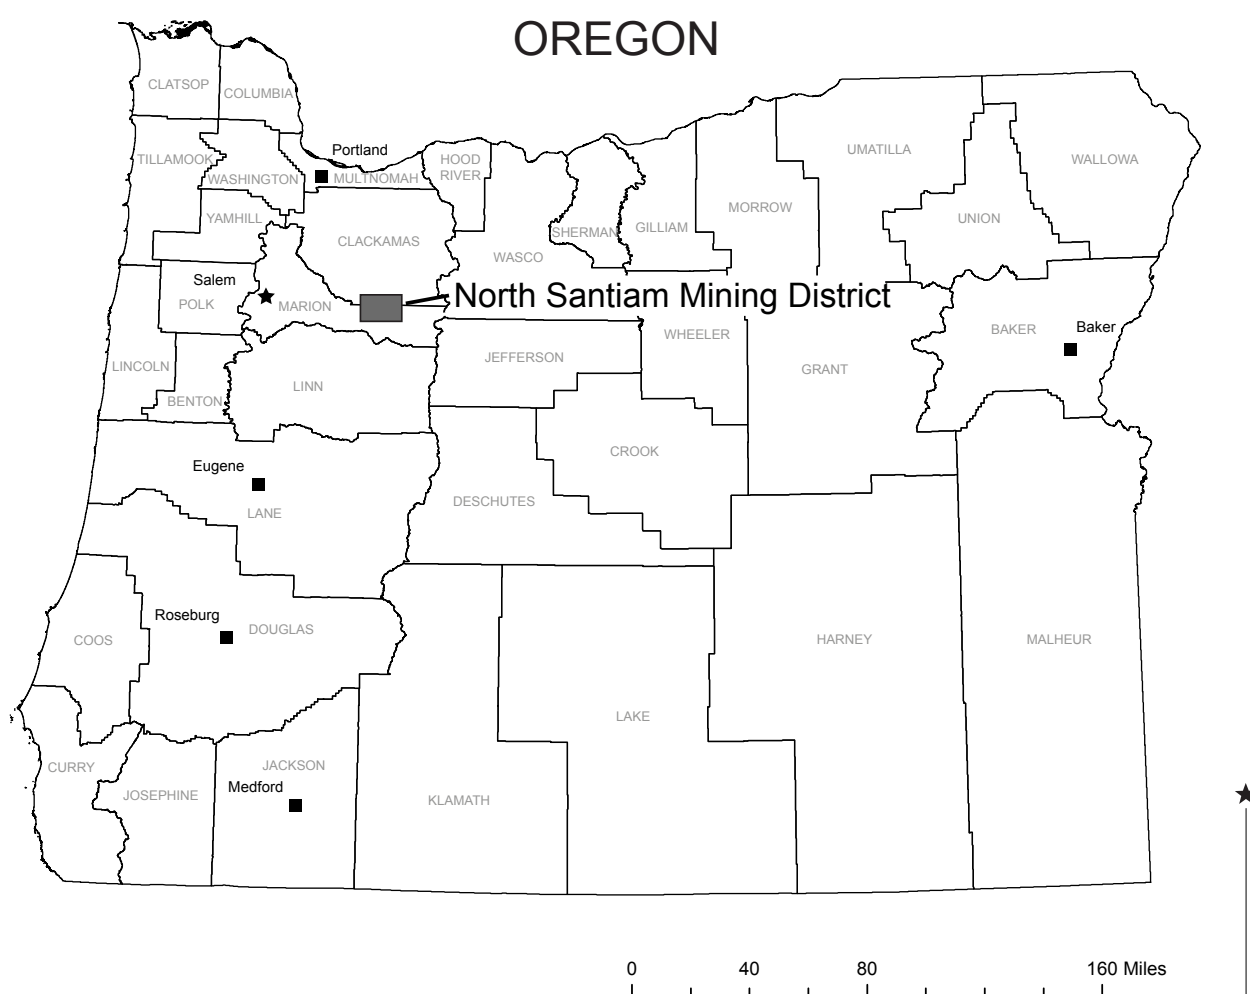 OREGON
CLATSOP
COLUMBIA
Portland
TILLAMOOK
WASHINGTON
MULTNOMAH
HOOD
RIVER
UMATILLA
WALLOWA
YAMHILL
CLACKAMAS
WASCO
SHERMAN
GILLIAM
MORROW
UNION
Salem
POLK
MARION
North Santiam Mining District
WHEELER
BAKER
Baker
LINCOLN
BENTON
LINN
JEFFERSON
GRANT
CROOK
Eugene
LANE
DESCHUTES
Roseburg
DOUGLAS
COOS
HARNEY
MALHEUR
LAKE
CURRY
JOSEPHINE
JACKSON
Medford
KLAMATH
0 40 80 160 Miles